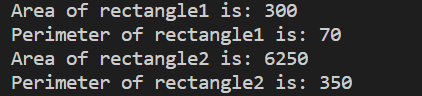 Area of rectangle1 is: 300
Perimeter of rectangle1 is: 70
Area of rectangle2 is: 6250
Perimeter of rectangle2 is: 350